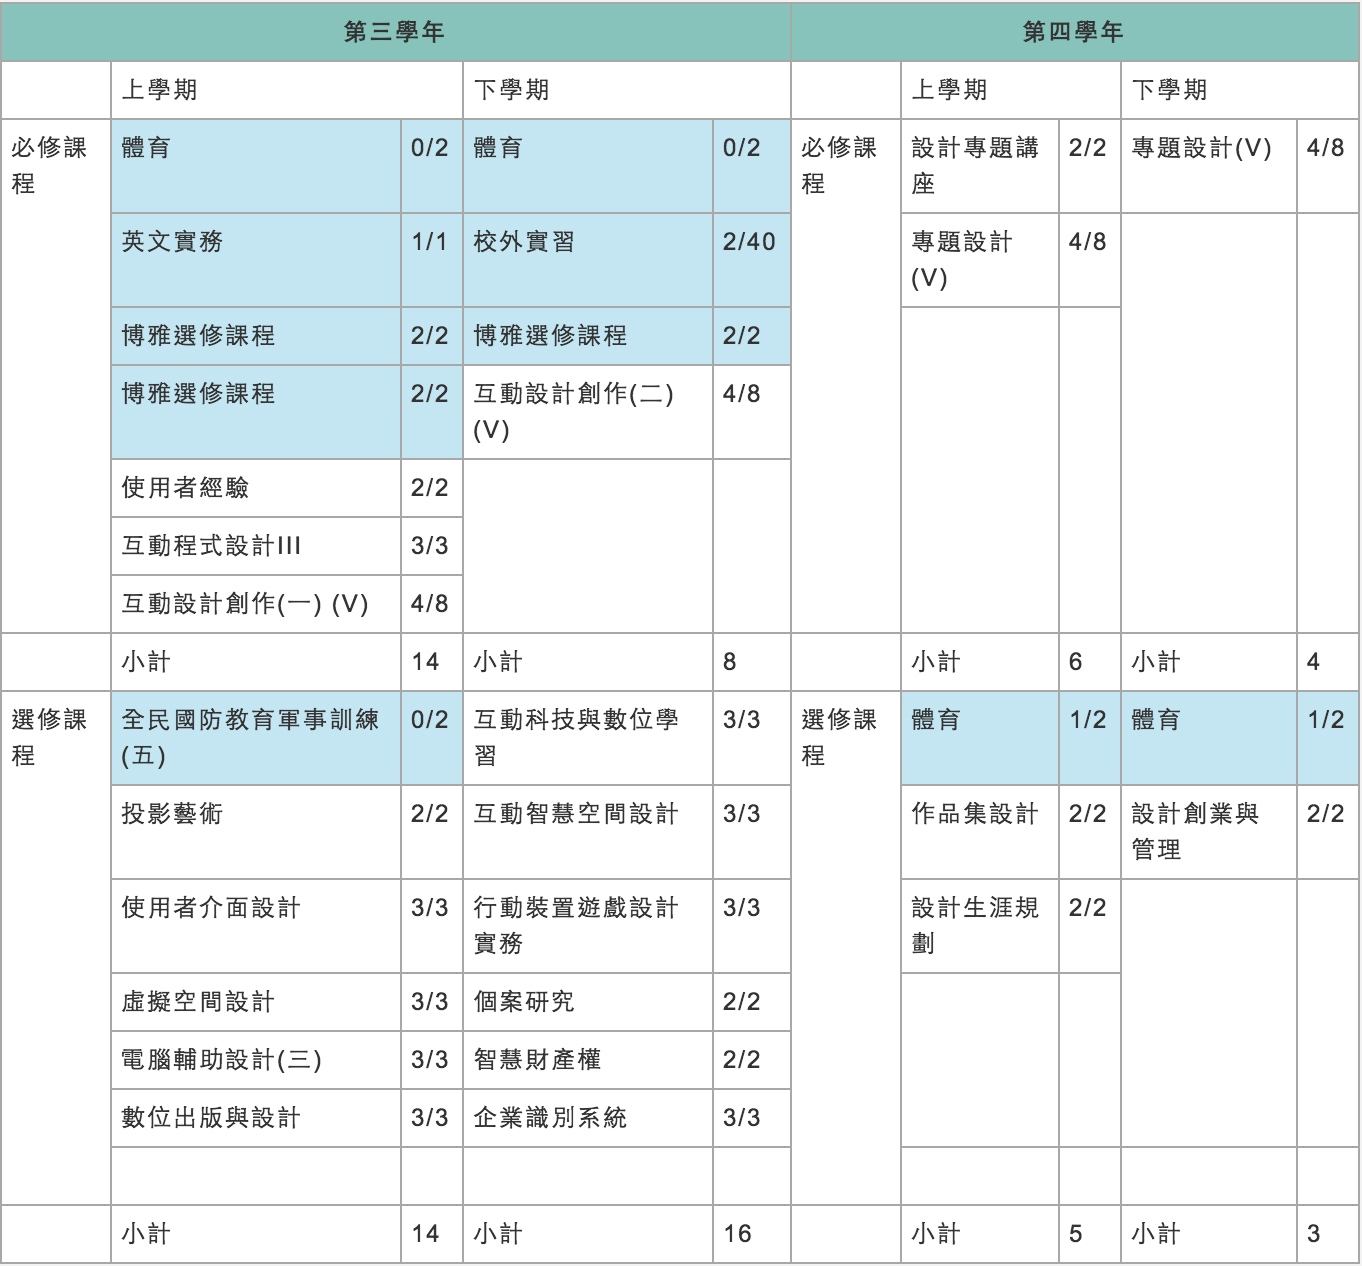 第三學年 第四學年
上學期 下學期 上學期 下學期
必修課程 體育 0/2 體育 0/2 必修課程 設計專題講座 2/2 專題設計(V) 4/8
英文實務 1/1 校外實習 2/40 專題設計(V) 4/8
博雅選修課程 2/2 博雅選修課程 2/2
博雅選修課程 2/2 互動設計創作(二)(V) 4/8
使用者經驗 2/2
互動程式設計III 3/3
互動設計創作(一) (V) 4/8
小計 14 小計 8 小計 6 小計 4
選修課程 全民國防教育軍事訓練(五) 0/2 互動科技與數位學習 3/3 選修課程 體育 1/2 體育 1/2
投影藝術 2/2 互動智慧空間設計 3/3 作品集設計 2/2 設計創業與管理 2/2
使用者介面設計 3/3 行動裝置遊戲設計實務 3/3 設計生涯規劃 2/2
虛擬空間設計 3/3 個案研究 2/2
電腦輔助設計(三) 3/3 智慧財產權 2/2
數位出版與設計 3/3 企業識別系統 3/3
小計 14 小計 16 小計 5 小計 3